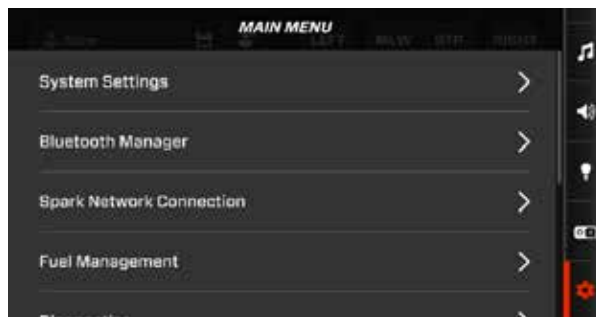 MAIN MENU
System Settings
Bluetooth Manager
Spark Network Connection
Fuel Management